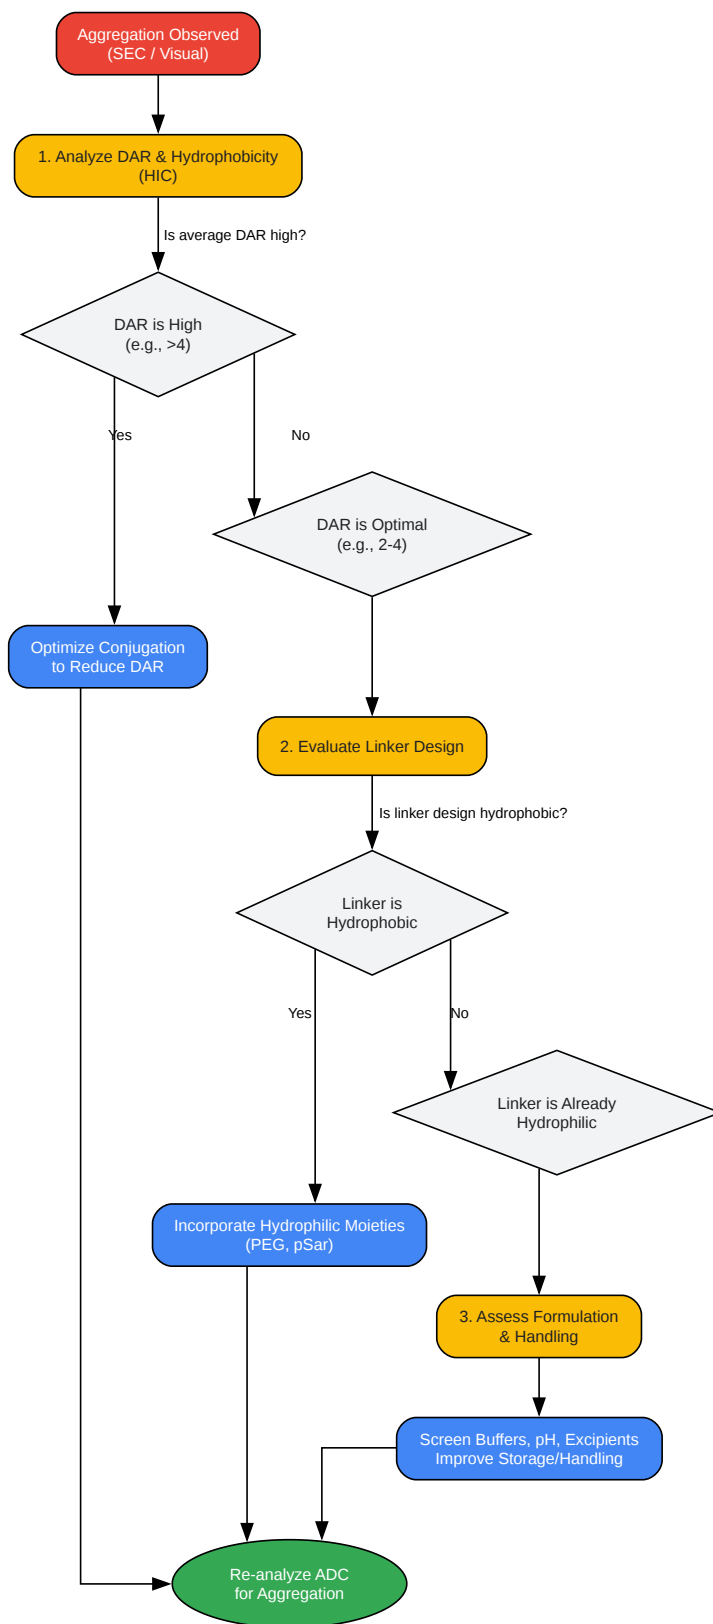 Aggregation Observed
(SEC / Visual)
1. Analyze DAR & Hydrophobicity
(HIC)
Is average DAR high?
DAR is High
(e.g., >4)
Yes
No
DAR is Optimal
(e.g., 2-4)
Optimize Conjugation
to Reduce DAR
2. Evaluate Linker Design
Is linker design hydrophobic?
Linker is
Hydrophobic
Yes
No
Linker is Already
Hydrophilic
Incorporate Hydrophilic Moieties
(PEG, pSar)
3. Assess Formulation
& Handling
Screen Buffers, pH, Excipients
Improve Storage/Handling
Re-analyze ADC
for Aggregation